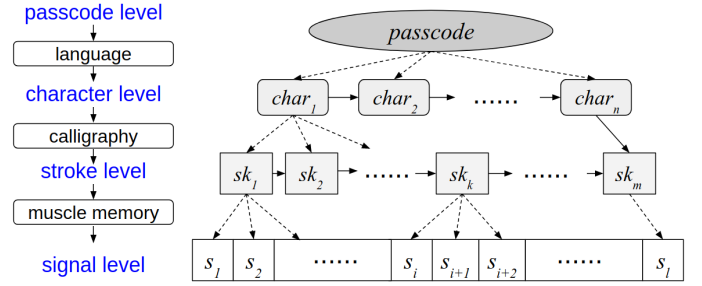 passcode level
language
character level
calligraphy
stroke level
muscle memory
signal level
passcode
char1 char2 ...... charn
sk1 sk2 ...... skk ...... skm
s1 s2 ...... si si+1 si+2 ...... sl